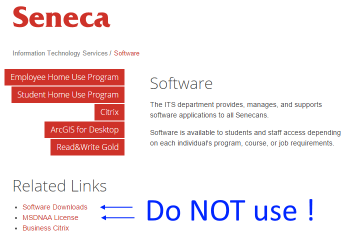 Seneca
Information Technology Services / Software
Employee Home Use Program
Student Home Use Program
Citrix
ArcGIS for Desktop
Read&Write Gold
Software
The ITS department provides, manages, and supports
software applications to all Senecans.
Software is available to students and staff access depending
on each individual's program, course, or job requirements.
Related Links
Software Downloads
MSDNAA License
Business Citrix
Do NOT use !